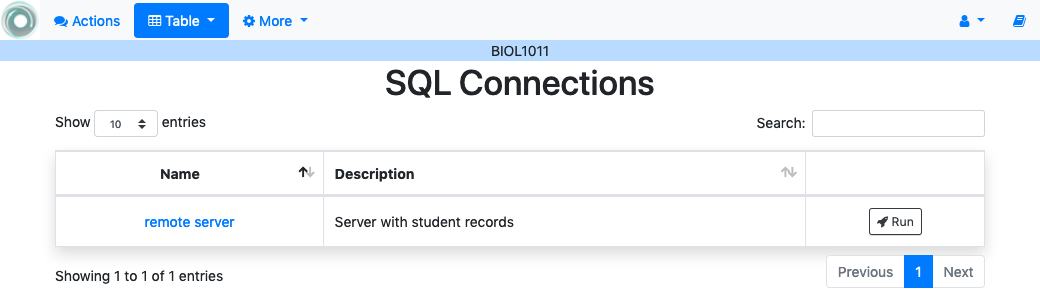 Actions Table More
BIOL1011
SQL Connections
Show 10 entries Search:
Name Description
remote server Server with student records Run
Showing 1 to 1 of 1 entries Previous 1 Next